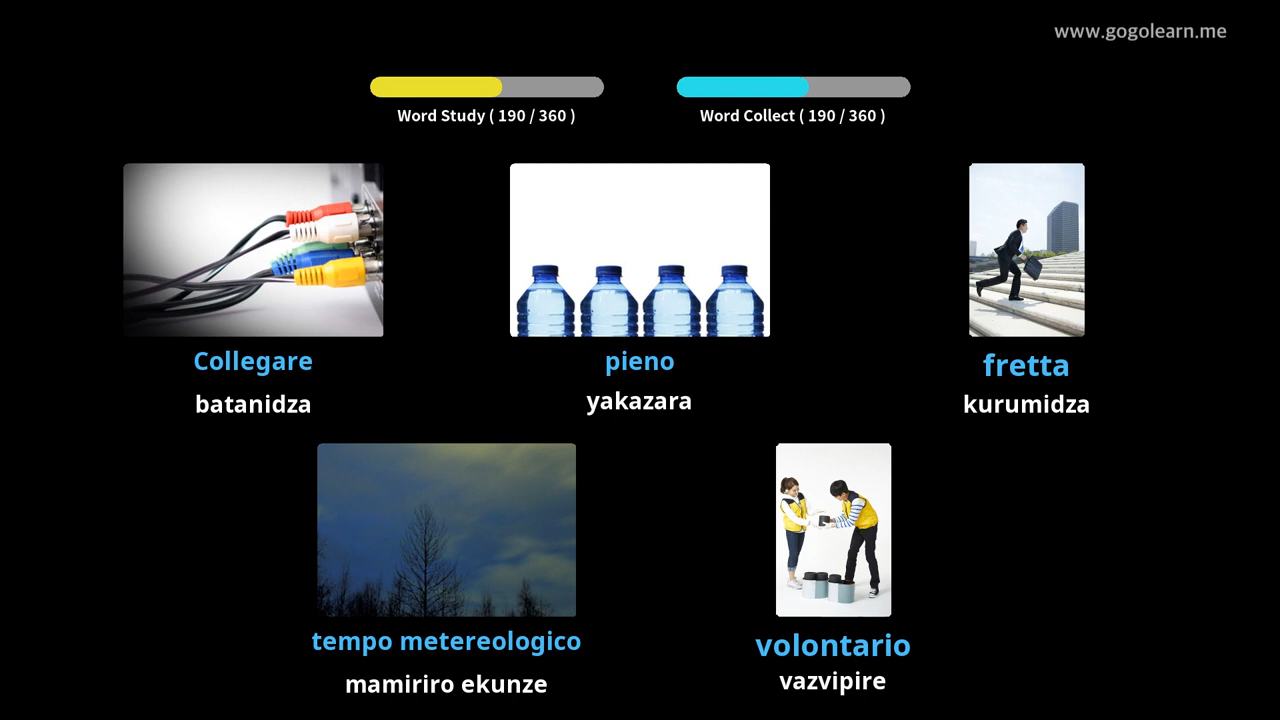 www.gogolearn.me
Word Study ( 190 / 360 )
Word Collect ( 190 / 360 )
Collegare
pieno
fretta
batanidza
yakazara
kurumidza
tempo metereologico
volontario
mamiriro ekunze
vazvipire